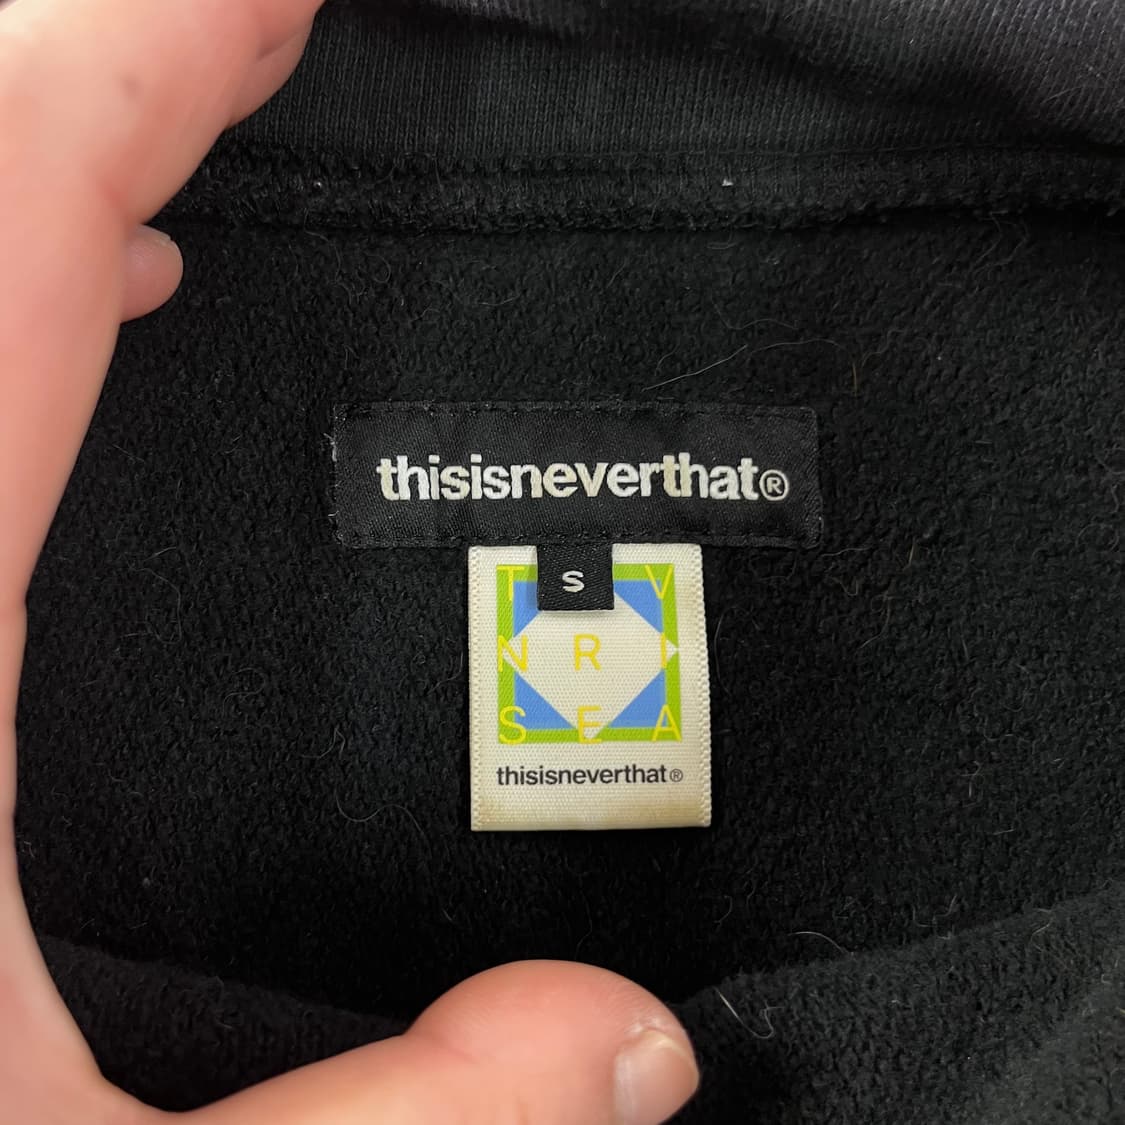 thisisneverthat®
S
T V
N R I
S E A
thisisneverthat®